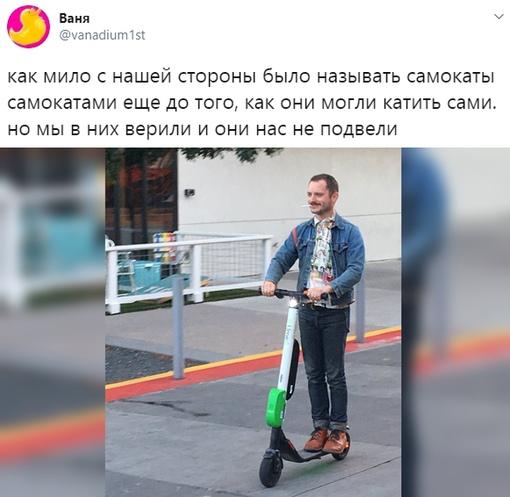 Ваня
@vanadium1st
как мило с нашей стороны было называть самокаты
самокатами еще до того, как они могли катить сами.
но мы в них верили и они нас не подвели